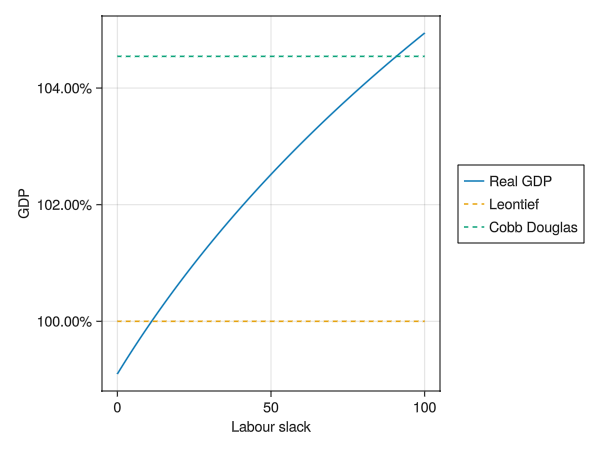 104.00%
102.00%
100.00%
GDP
0
50
100
Labour slack
Real GDP
Leontief
Cobb Douglas